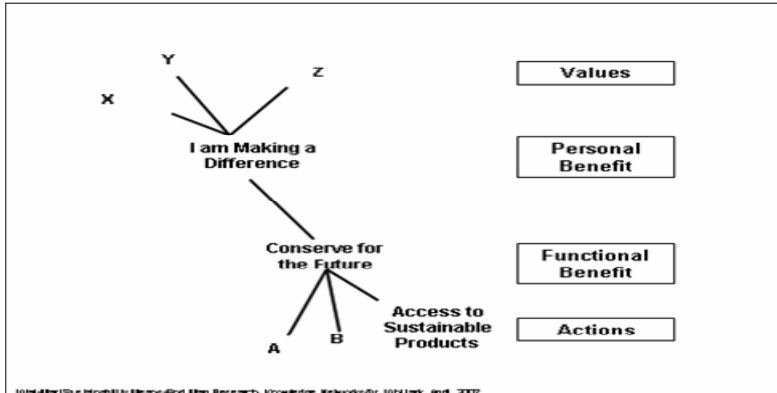 Y
Z
X
Values
I am Making a
Difference
Personal
Benefit
Conserve for
the Future
Functional
Benefit
Access to
Sustainable
Products
A
B
Actions